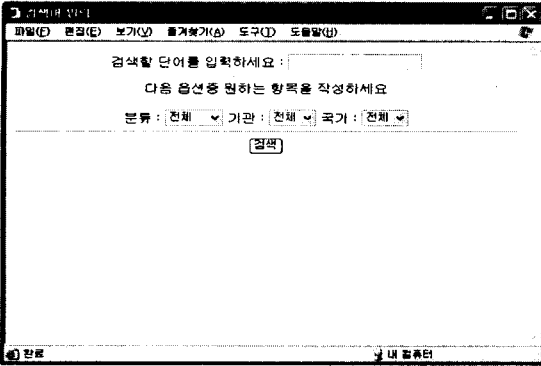 파일(F) 편집(E) 보기(V) 즐겨찾기(A) 도구(T) 도움말(H)
검색할 단어를 입력하세요 :
다음 옵션중 원하는 항목을 작성하세요
분류 : 전체 기관 : 전체 국가 : 전체
검색
완료 내 컴퓨터